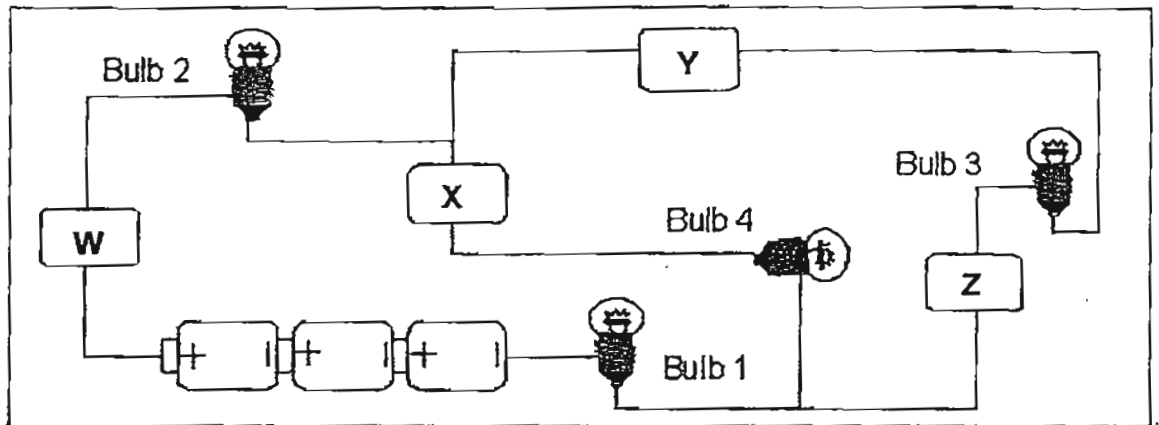 Bulb 2
Y
Bulb 3
X
Bulb 4
W
Z
+ − + − + −
Bulb 1